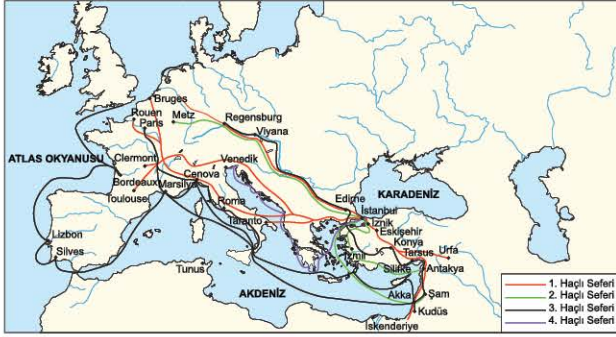 Bruges
Rouen
Paris
Metz
Regensburg
Viyana
ATLAS OKYANUSU
Clermont
Venedik
Bordeaux
Cenova
Marsilya
Toulouse
Roma
Edirne
KARADENİZ
İstanbul
İznik
Taranto
Eskişehir
Lizbon
Konya
Silves
İzmir
Tarsus
Urfa
Silifke
Antakya
Tunus
AKDENİZ
Akka
Şam
Kudüs
İskenderiye
1. Haçlı Seferi
2. Haçlı Seferi
3. Haçlı Seferi
4. Haçlı Seferi